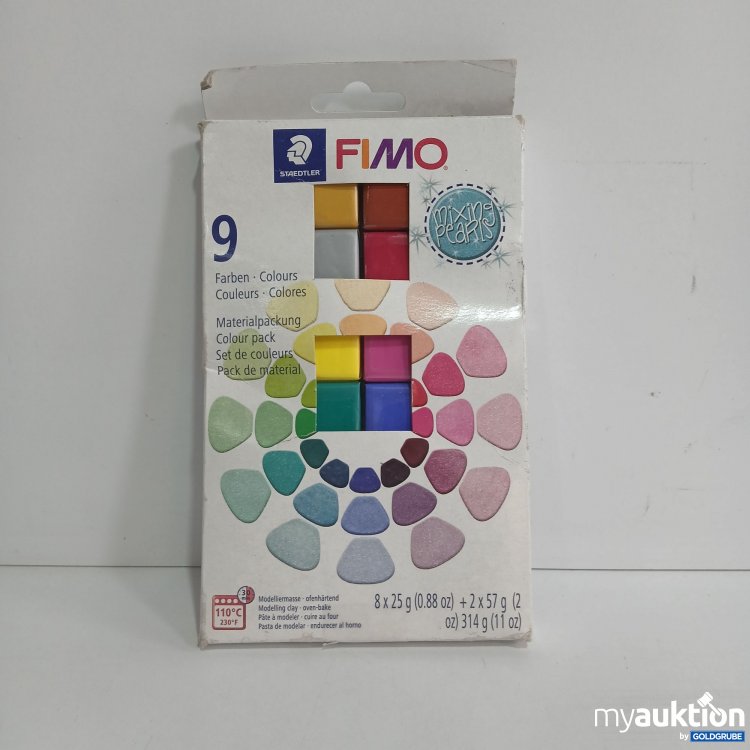 STAEDTLER
FIMO®
mixing
pearls
9
Farben · Colours
Couleurs · Colores
Materialpackung
Colour pack
Set de couleurs
Pack de material
30
110°C
230°F
Modelliermasse · ofenhärtend
Modelling clay · oven-bake
Pâte à modeler · cuire au four
Pasta de modelar · endurecer al horno
8 x 25 g (0.88 oz) + 2 x 57 g (2
oz) 314 g (11 oz)
myauktion
by GOLDGRUBE